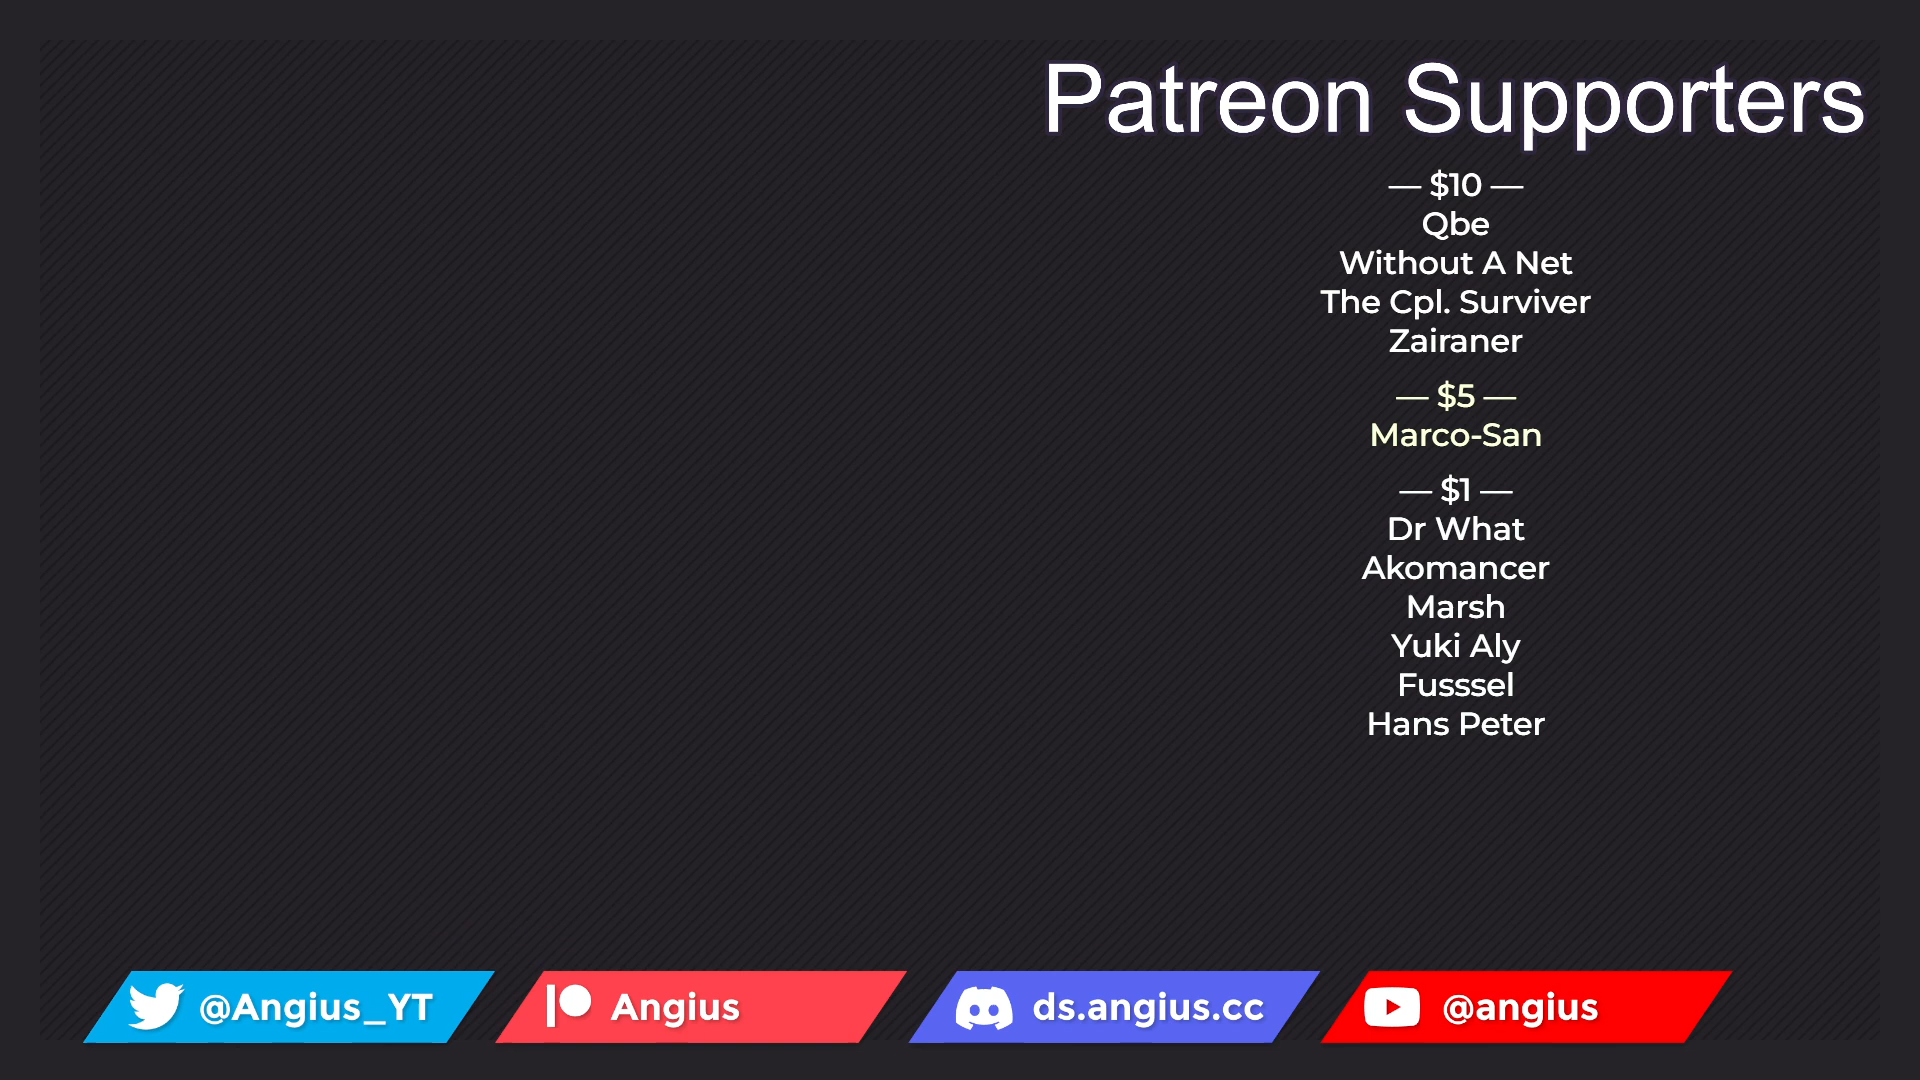 Patreon Supporters
— $10 —
Qbe
Without A Net
The Cpl. Surviver
Zairaner
— $5 —
Marco-San
— $1 —
Dr What
Akomancer
Marsh
Yuki Aly
Fusssel
Hans Peter
@Angius_YT
Angius
ds.angius.cc
@angius